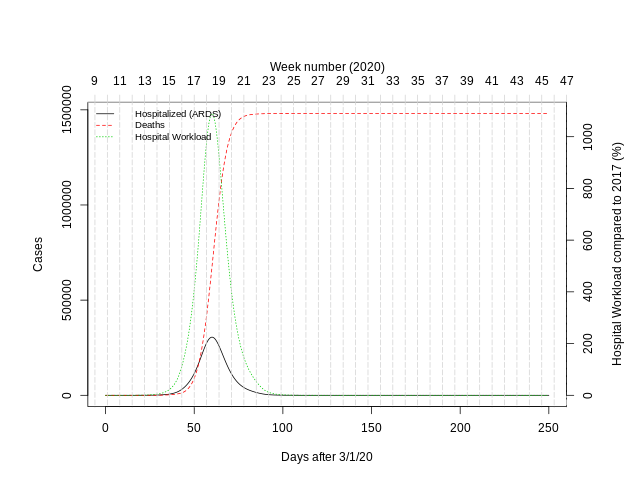 Week number (2020)
9 11 13 15 17 19 21 23 25 27 29 31 33 35 37 39 41 43 45 47
Hospitalized (ARDS)
Deaths
Hospital Workload
Cases
0 500000 1000000 1500000
Hospital Workload compared to 2017 (%)
0 200 400 600 800 1000
0 50 100 150 200 250
Days after 3/1/20